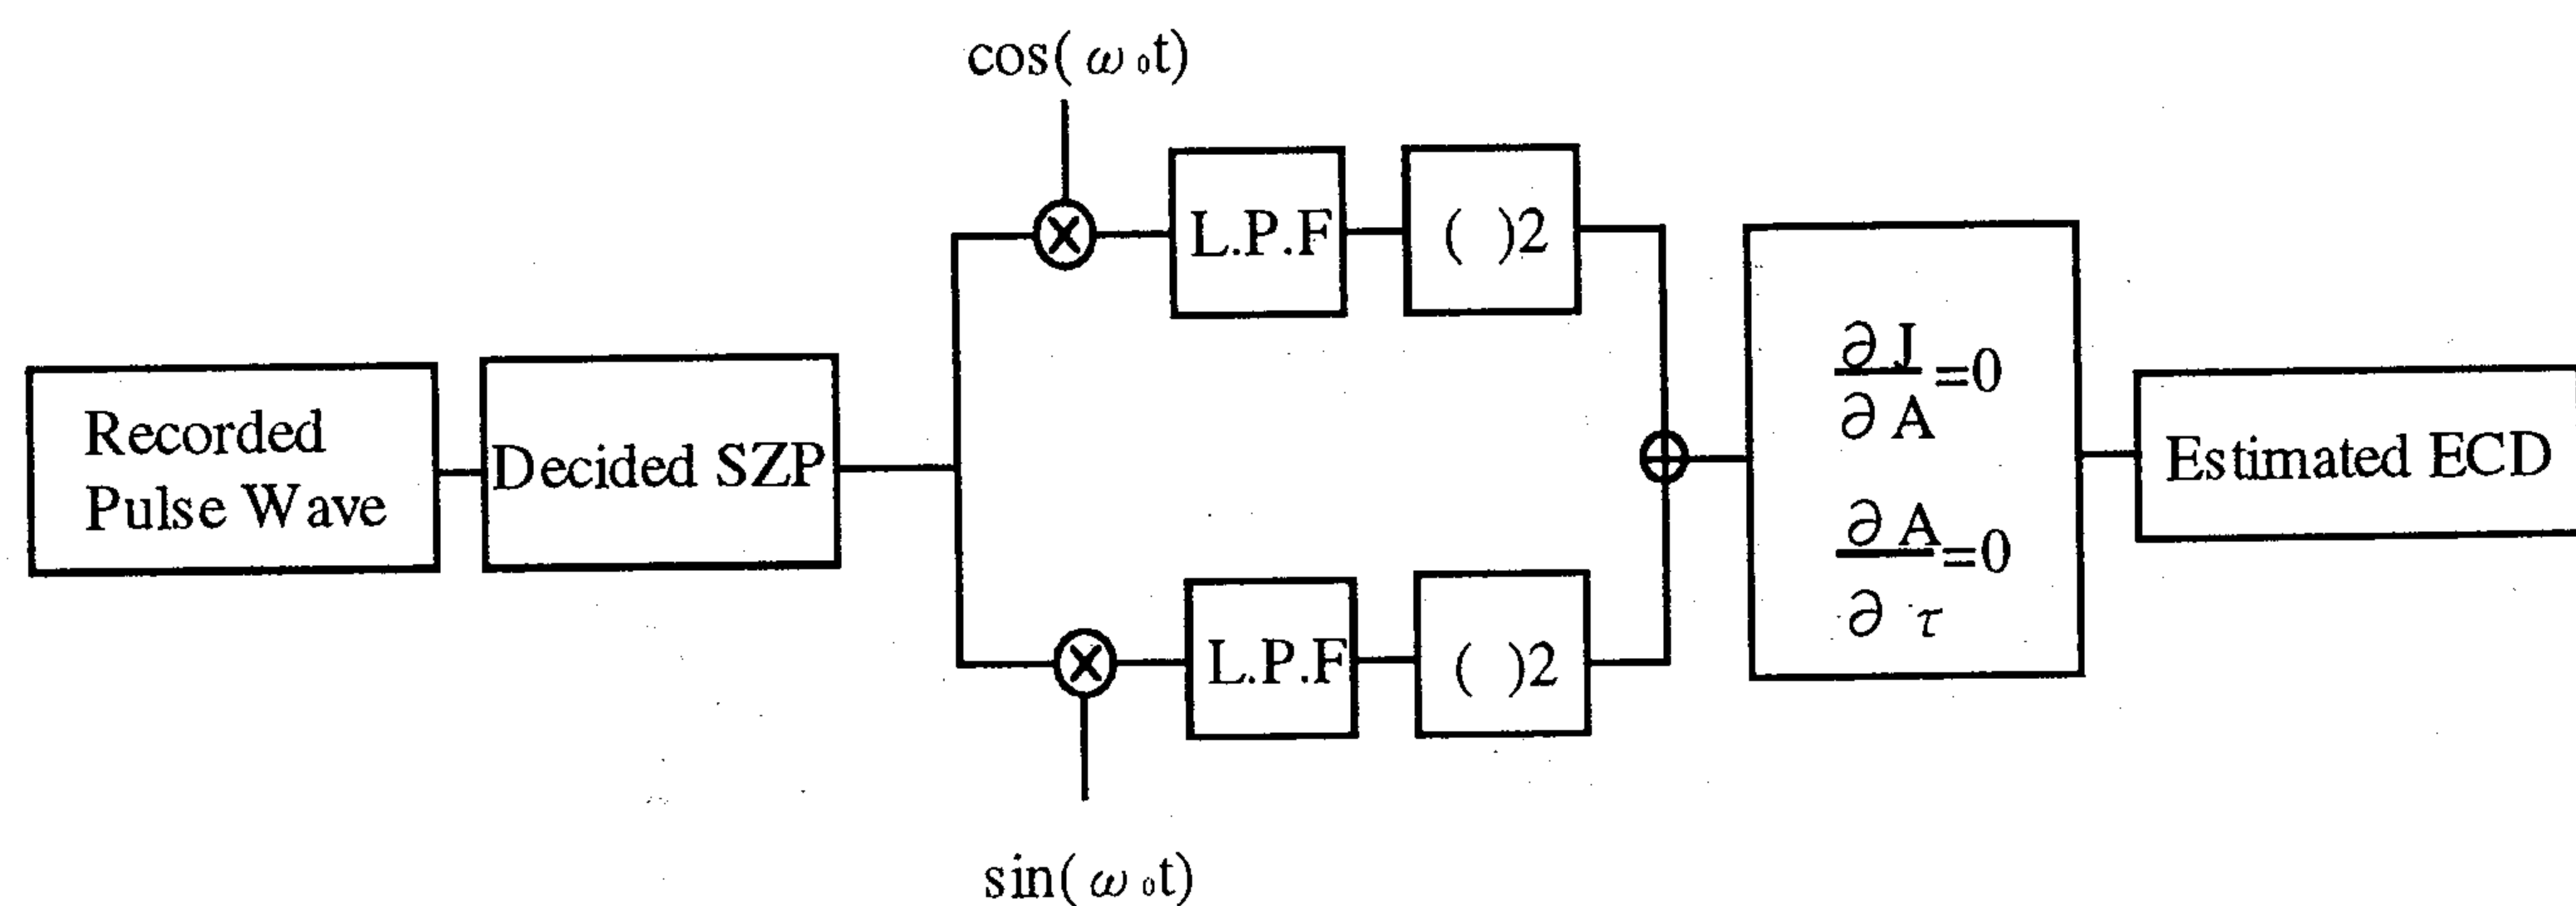 cos(ω₀t)
L.P.F
( )2
Recorded
Pulse Wave
Decided SZP
∂J
∂A
=0
∂A
∂τ
=0
Estimated ECD
L.P.F
( )2
sin(ω₀t)